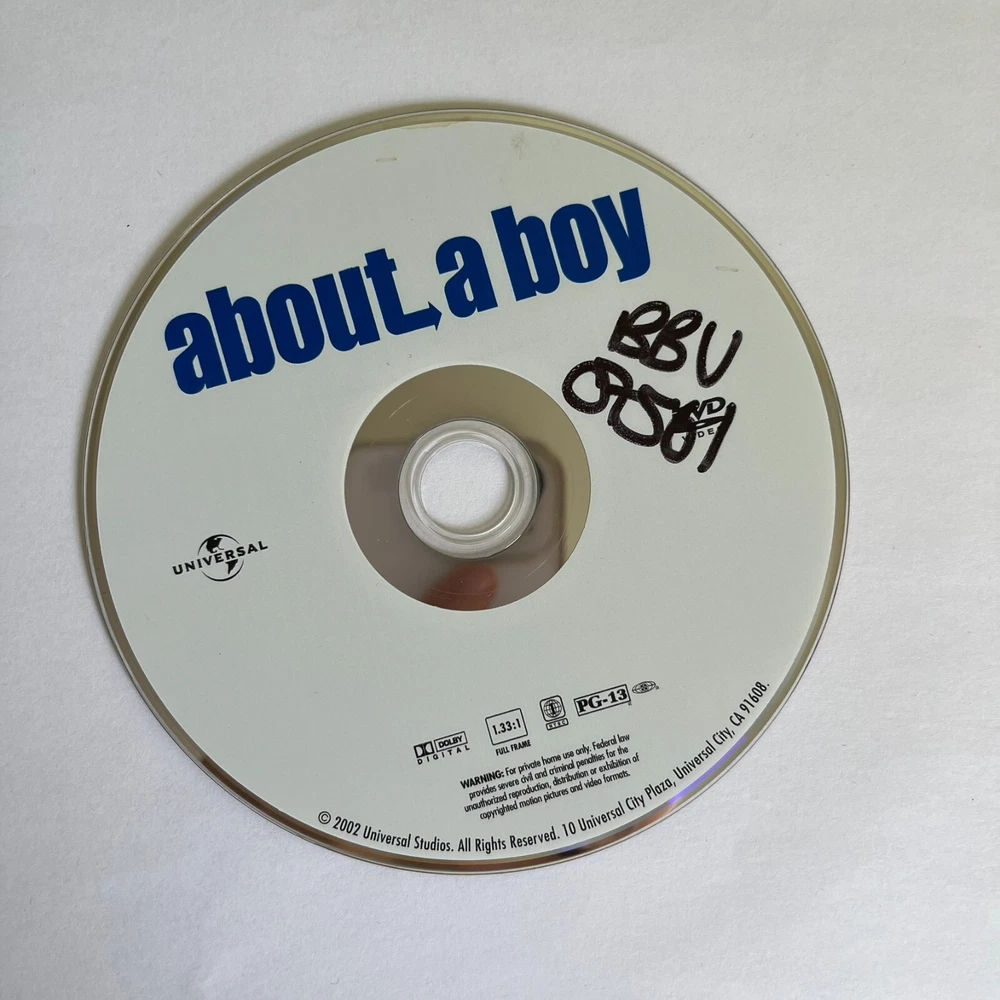 about a boy
BBV
07561
UNIVERSAL
DOLBY
DIGITAL
1.33:1
FULL FRAME
PG-13
WARNING: For private home use only. Federal law
provides severe civil and criminal penalties for the
unauthorized reproduction, distribution or exhibition of
copyrighted motion pictures and video formats.
© 2002 Universal Studios. All Rights Reserved. 10 Universal City Plaza, Universal City, CA 91608.